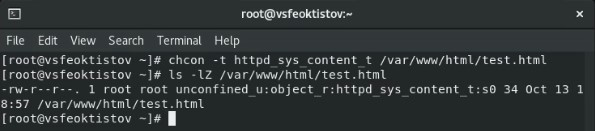 root@vsfeoktistov:~
File Edit View Search Terminal Help
[root@vsfeoktistov ~]# chcon -t httpd_sys_content_t /var/www/html/test.html
[root@vsfeoktistov ~]# ls -lZ /var/www/html/test.html
-rw-r--r--. 1 root root unconfined_u:object_r:httpd_sys_content_t:s0 34 Oct 13 1
8:57 /var/www/html/test.html
[root@vsfeoktistov ~]#